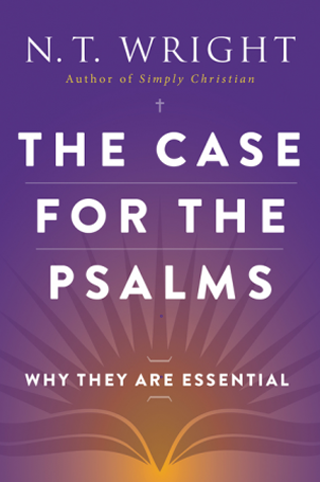 N. T. WRIGHT
Author of Simply Christian
THE CASE
FOR THE
PSALMS
WHY THEY ARE ESSENTIAL